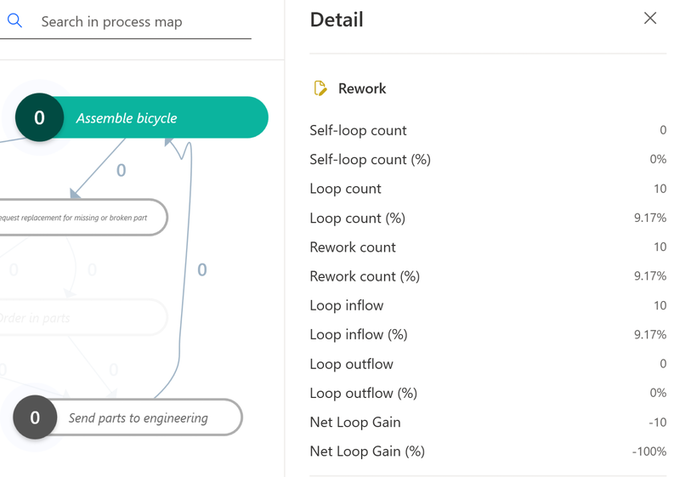 Search in process map
0
Assemble bicycle
0
equest replacement for missing or broken part
0
0
0
Order in parts
0
0
0
Send parts to engineering
Detail
Rework
Self-loop count 0
Self-loop count (%) 0%
Loop count 10
Loop count (%) 9.17%
Rework count 10
Rework count (%) 9.17%
Loop inflow 10
Loop inflow (%) 9.17%
Loop outflow 0
Loop outflow (%) 0%
Net Loop Gain -10
Net Loop Gain (%) -100%